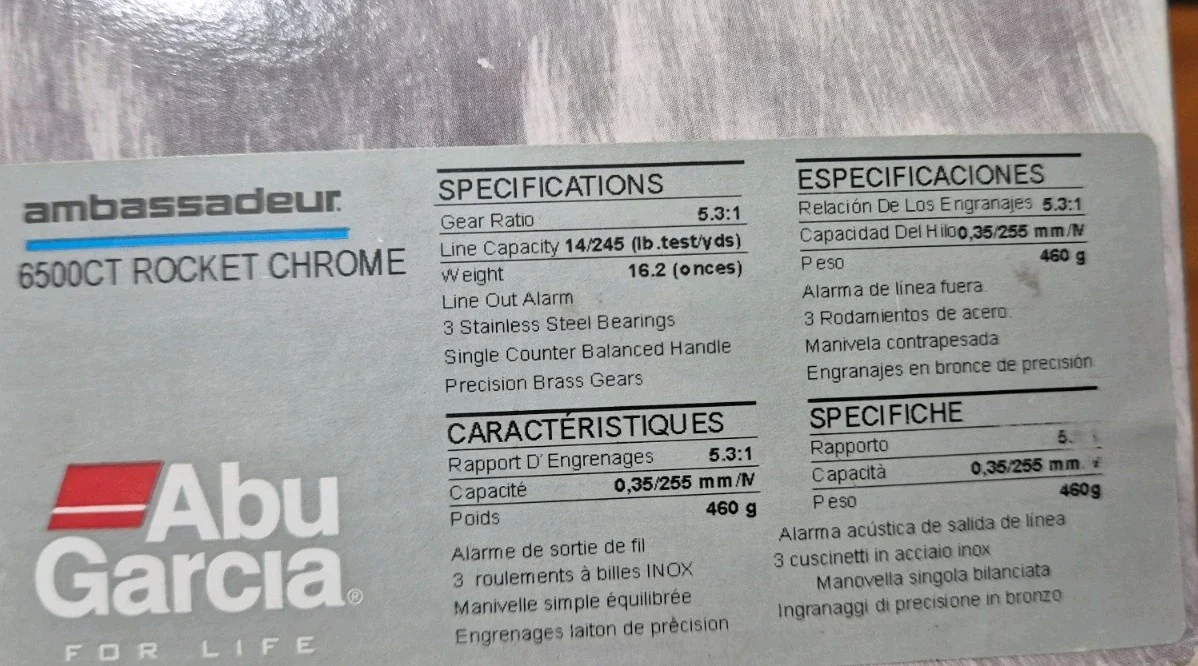 ambassadeur.
6500CT ROCKET CHROME
Abu
Garcia®
FOR LIFE
SPECIFICATIONS
Gear Ratio 5.3:1
Line Capacity 14/245 (lb.test/yds)
Weight 16.2 (onces)
Line Out Alarm
3 Stainless Steel Bearings
Single Counter Balanced Handle
Precision Brass Gears
CARACTÉRISTIQUES
Rapport D'Engrenages 5.3:1
Capacité 0,35/255 mm/M
Poids 460 g
Alarme de sortie de fil
3 roulements à billes INOX
Manivelle simple équilibrée
Engrenages laiton de prècision
ESPECIFICACIONES
Relación De Los Engranajes 5.3:1
Capacidad Del Hilo 0,35/255 mm/M
Peso 460 g
Alarma de línea fuera.
3 Rodamientos de acero.
Manivela contrapesada
Engranajes en bronce de precisión
SPECIFICHE
Rapporto
Capacità 0,35/255 mm.
Peso 460g
Alarma acústica de salida de línea
3 cuscinetti in acciaio inox
Manovella singola bilanciata
Ingranaggi di precisione in bronzo